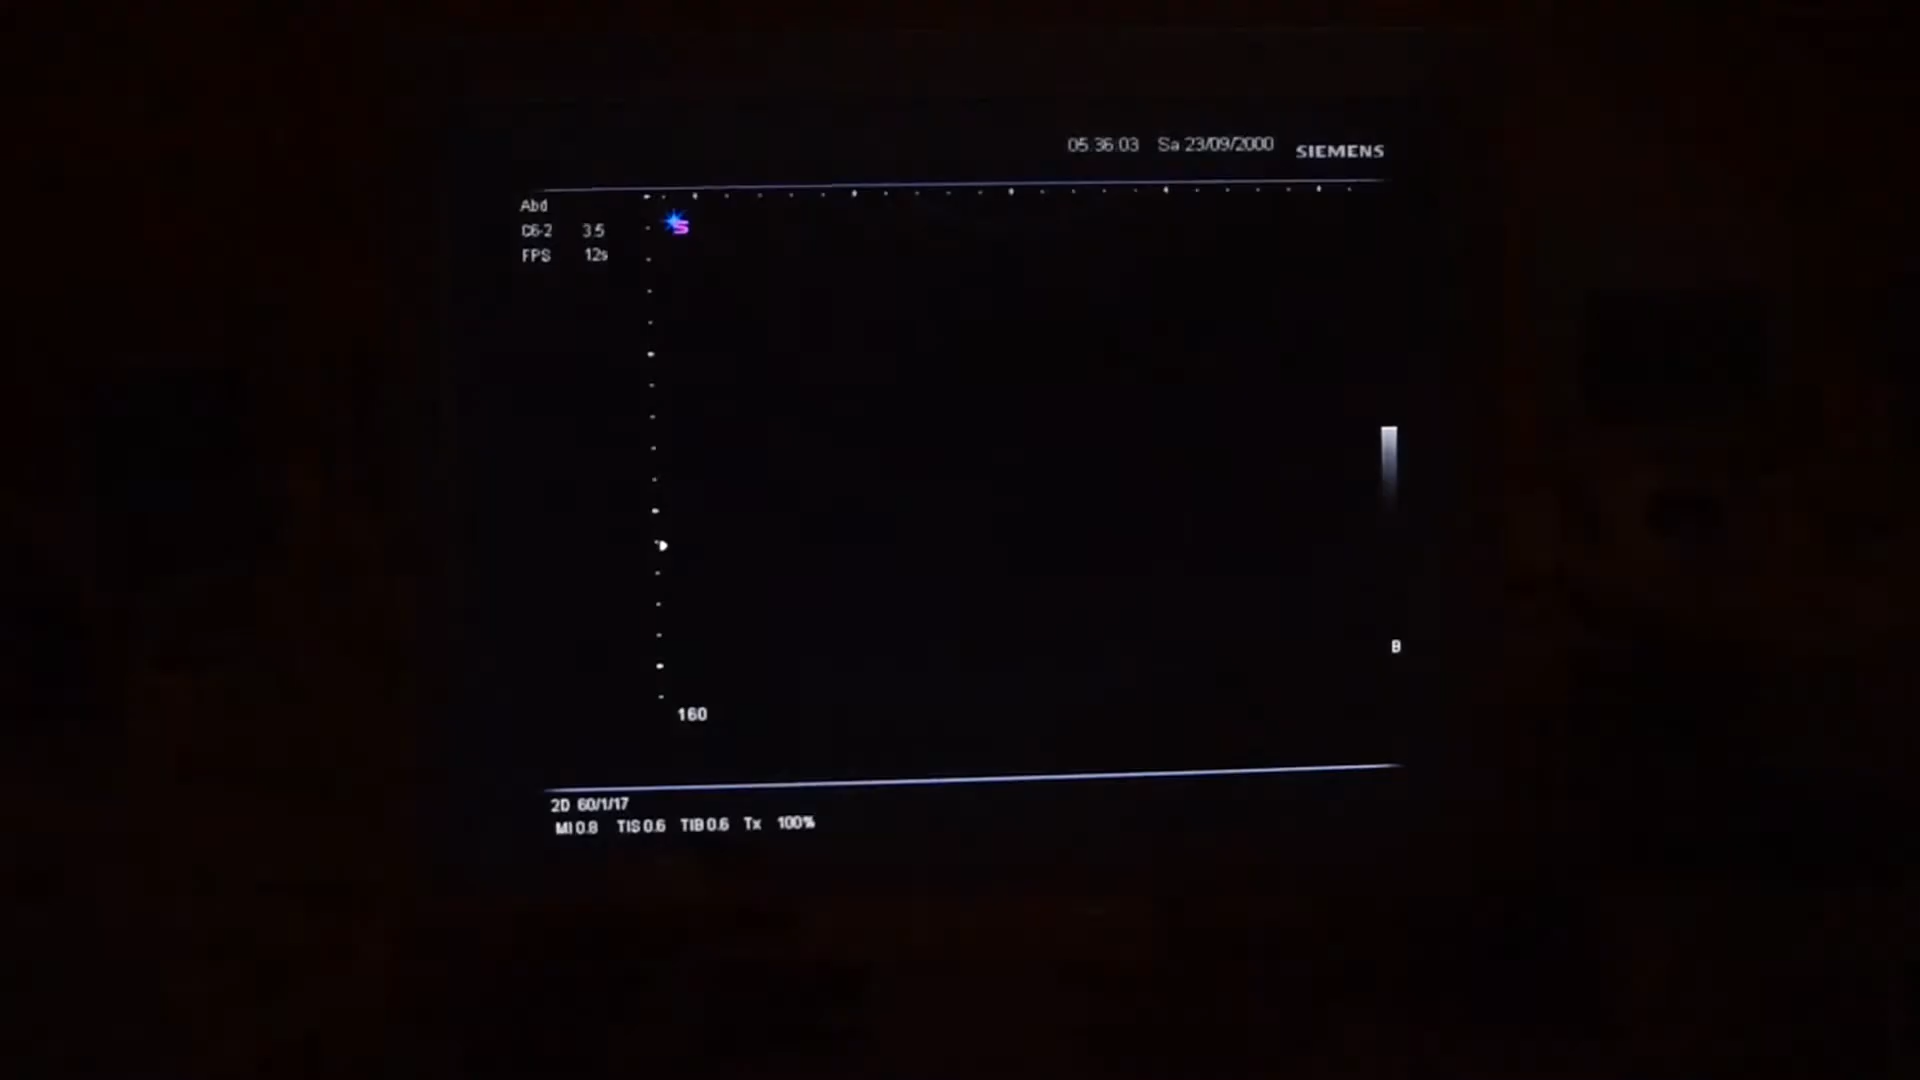 05.36.03 Sa 23/09/2000 SIEMENS
Abd
C6-2 3.5
FPS 12s
S
160
B
2D 60/1/17
MI 0.8 TIS 0.6 TIB 0.6 Tx 100%